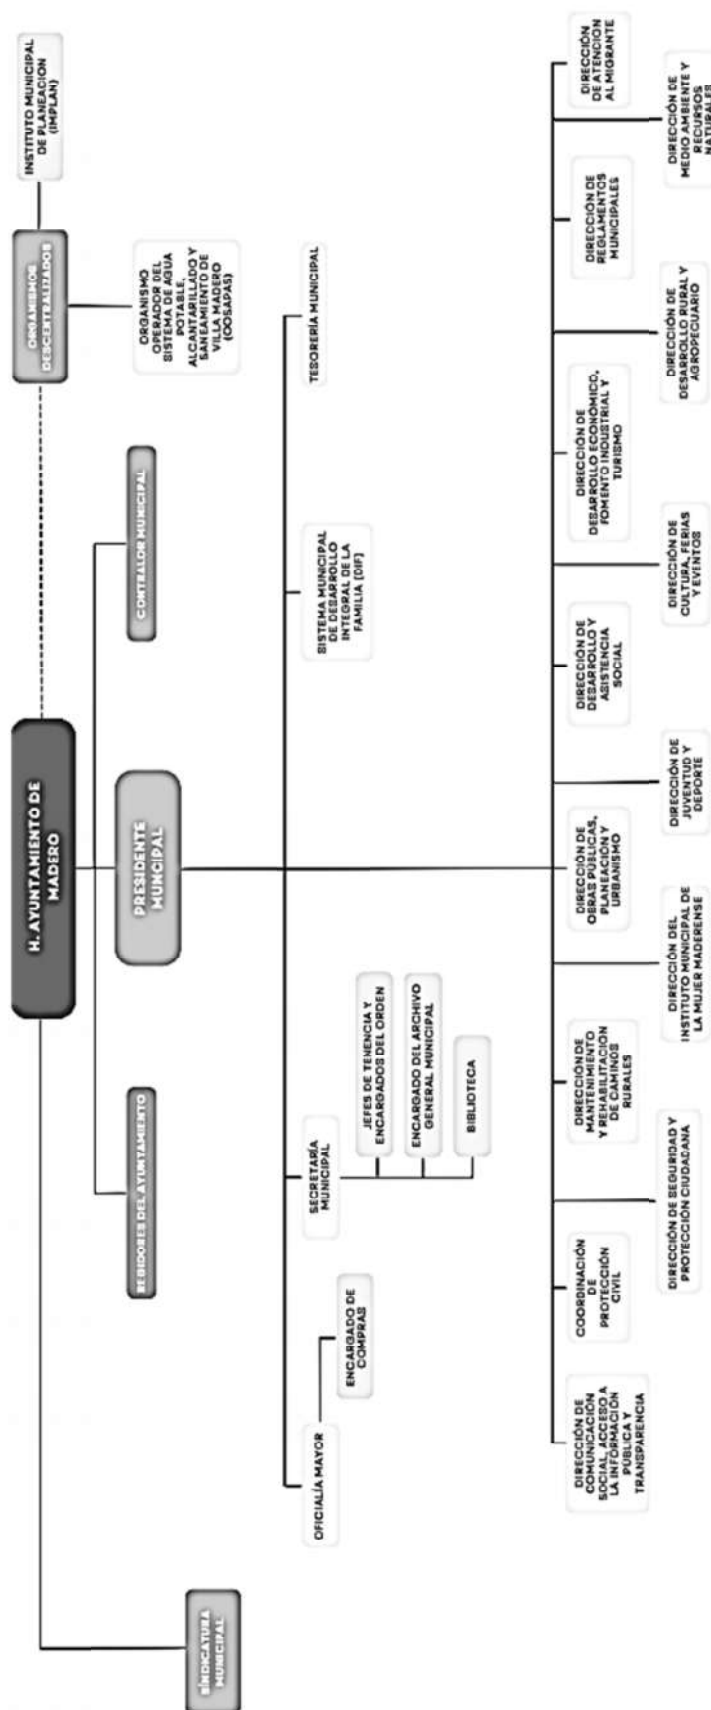 H. AYUNTAMIENTO DE
MADERO
ORGANISMOS
DESCENTRALIZADOS
INSTITUTO MUNICIPAL
DE PLANEACION
(IMPLAN)
ORGANISMO
OPERADOR DEL
SISTEMA DE AGUA
POTABLE,
ALCANTARILLADO Y
SANEAMIENTO DE
VILLA MADERO
(OOSAPAS)
SÍNDICATURA
MUNICIPAL
REGIDORES DEL AYUNTAMIENTO
PRESIDENTE
MUNCIPAL
CONTRALOR MUNICIPAL
OFICIALÍA MAYOR
ENCARGADO DE
COMPRAS
SECRETARÍA
MUNICIPAL
JEFES DE TENENCIA Y
ENCARGADOS DEL ORDEN
ENCARGADO DEL ARCHIVO
GENERAL MUNICIPAL
BIBLIOTECA
SISTEMA MUNICIPAL
DE DESARROLLO
INTEGRAL DE LA
FAMILIA (DIF)
TESORERÍA MUNICIPAL
DIRECCIÓN DE
COMUNICACIÓN
SOCIAL, ACCESO A
LA INFORMACIÓN
PÚBLICA Y
TRANSPARENCIA
COORDINACIÓN
DE
PROTECCIÓN
CIVIL
DIRECCIÓN DE
MANTENIMIENTO
Y REHABILITACION
DE CAMINOS
RURALES
DIRECCIÓN DE
OBRAS PÚBLICAS,
PLANEACIÓN Y
URBANISMO
DIRECCIÓN DE
DESARROLLO Y
ASISTENCIA
SOCIAL
DIRECCIÓN DE
DESARROLLO ECONÓMICO,
FOMENTO INDUSTRIAL Y
TURISMO
DIRECCIÓN DE
REGLAMENTOS
MUNICIPALES
DIRECCIÓN
DE ATENCION
AL MIGRANTE
DIRECCIÓN DE SEGURIDAD Y
PROTECCIÓN CIUDADANA
DIRECCIÓN DEL
INSTITUTO MUNICIPAL DE
LA MUJER MADERENSE
DIRECCIÓN DE
JUVENTUD Y
DEPORTE
DIRECCIÓN DE
CULTURA, FERIAS
Y EVENTOS
DIRECCIÓN DE
DESARROLLO RURAL Y
AGROPECUARIO
DIRECCIÓN DE
MEDIO AMBIENTE Y
RECURSOS
NATURALES